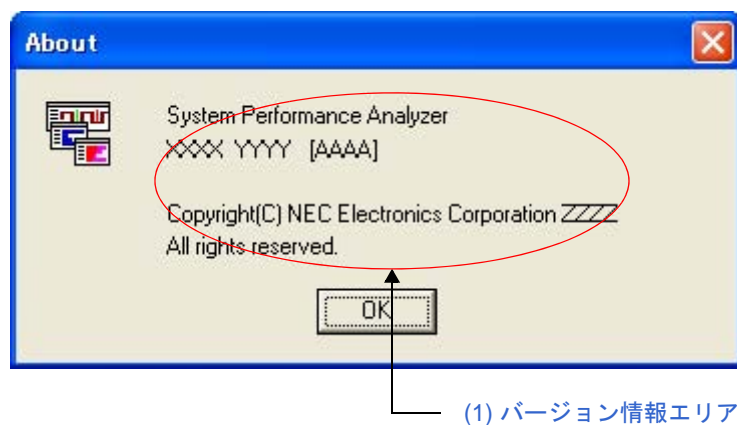 About
System Performance Analyzer
XXXX YYYY [AAAA]
Copyright(C) NEC Electronics Corporation ZZZZ
All rights reserved.
OK
(1) バージョン情報エリア